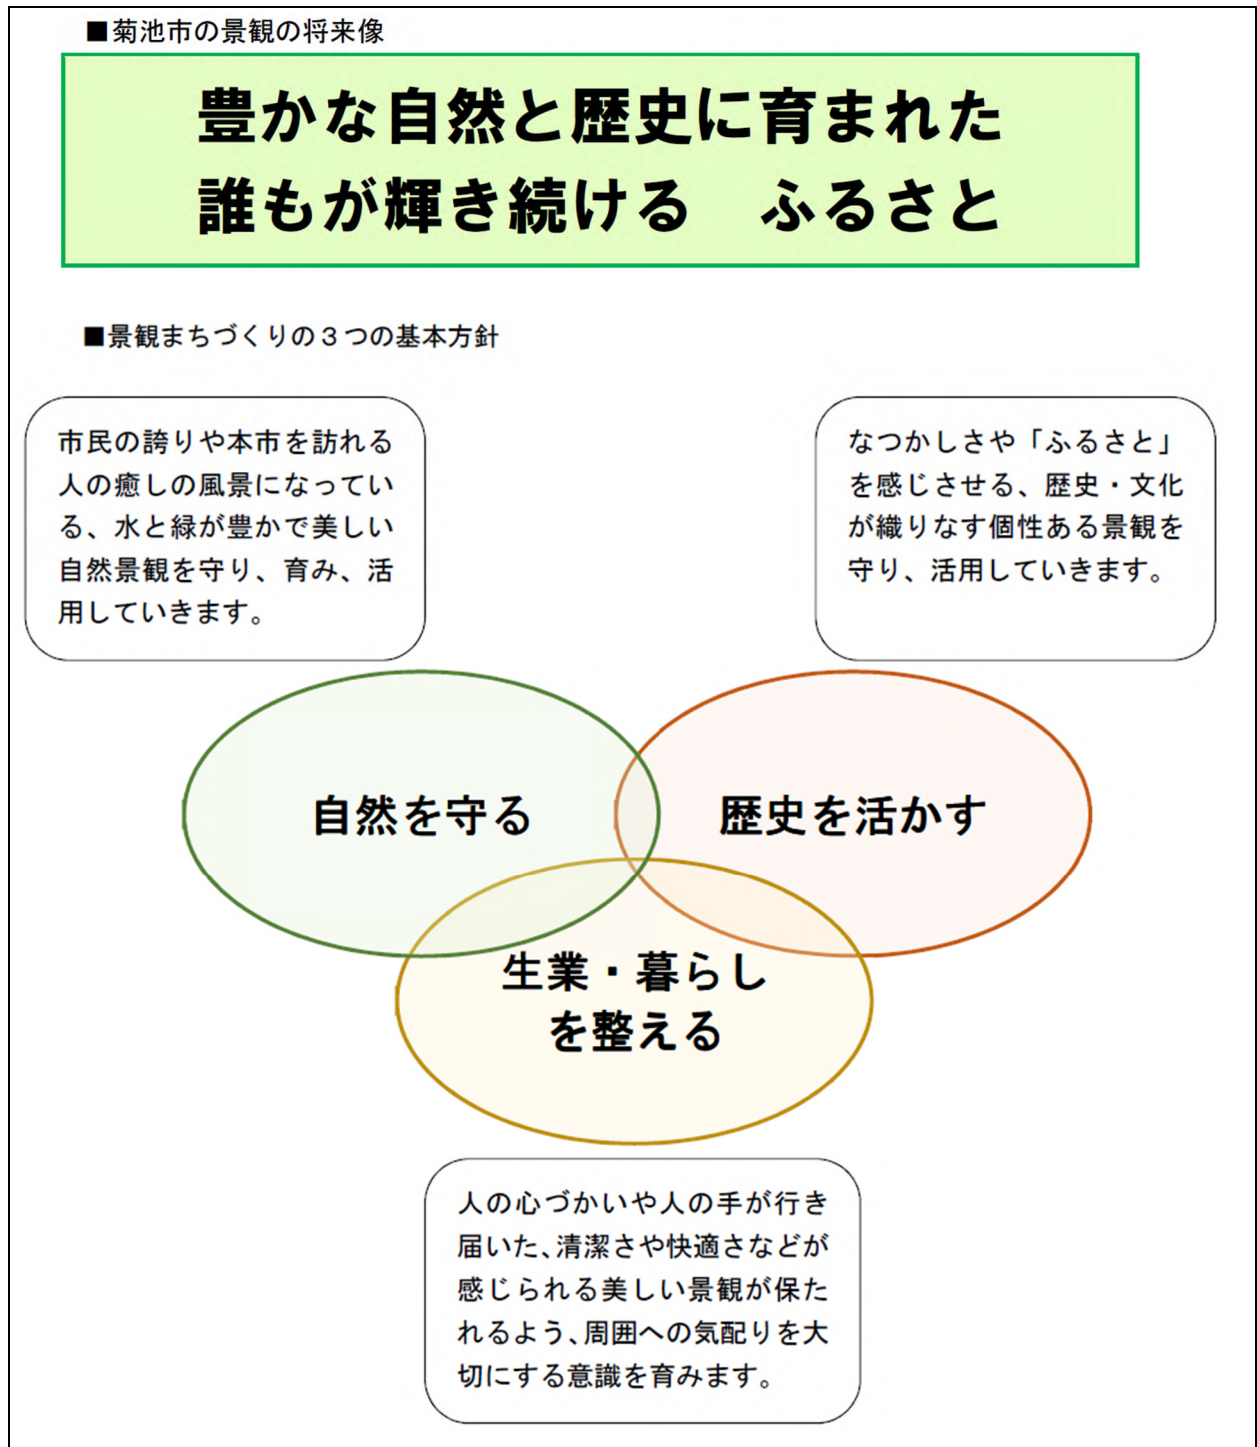 ■菊池市の景観の将来像
豊かな自然と歴史に育まれた
誰もが輝き続ける　ふるさと
■景観まちづくりの３つの基本方針
市民の誇りや本市を訪れる
人の癒しの風景になってい
る、水と緑が豊かで美しい
自然景観を守り、育み、活
用していきます。
なつかしさや「ふるさと」
を感じさせる、歴史・文化
が織りなす個性ある景観を
守り、活用していきます。
自然を守る
歴史を活かす
生業・暮らし
を整える
人の心づかいや人の手が行き
届いた、清潔さや快適さなどが
感じられる美しい景観が保た
れるよう、周囲への気配りを大
切にする意識を育みます。